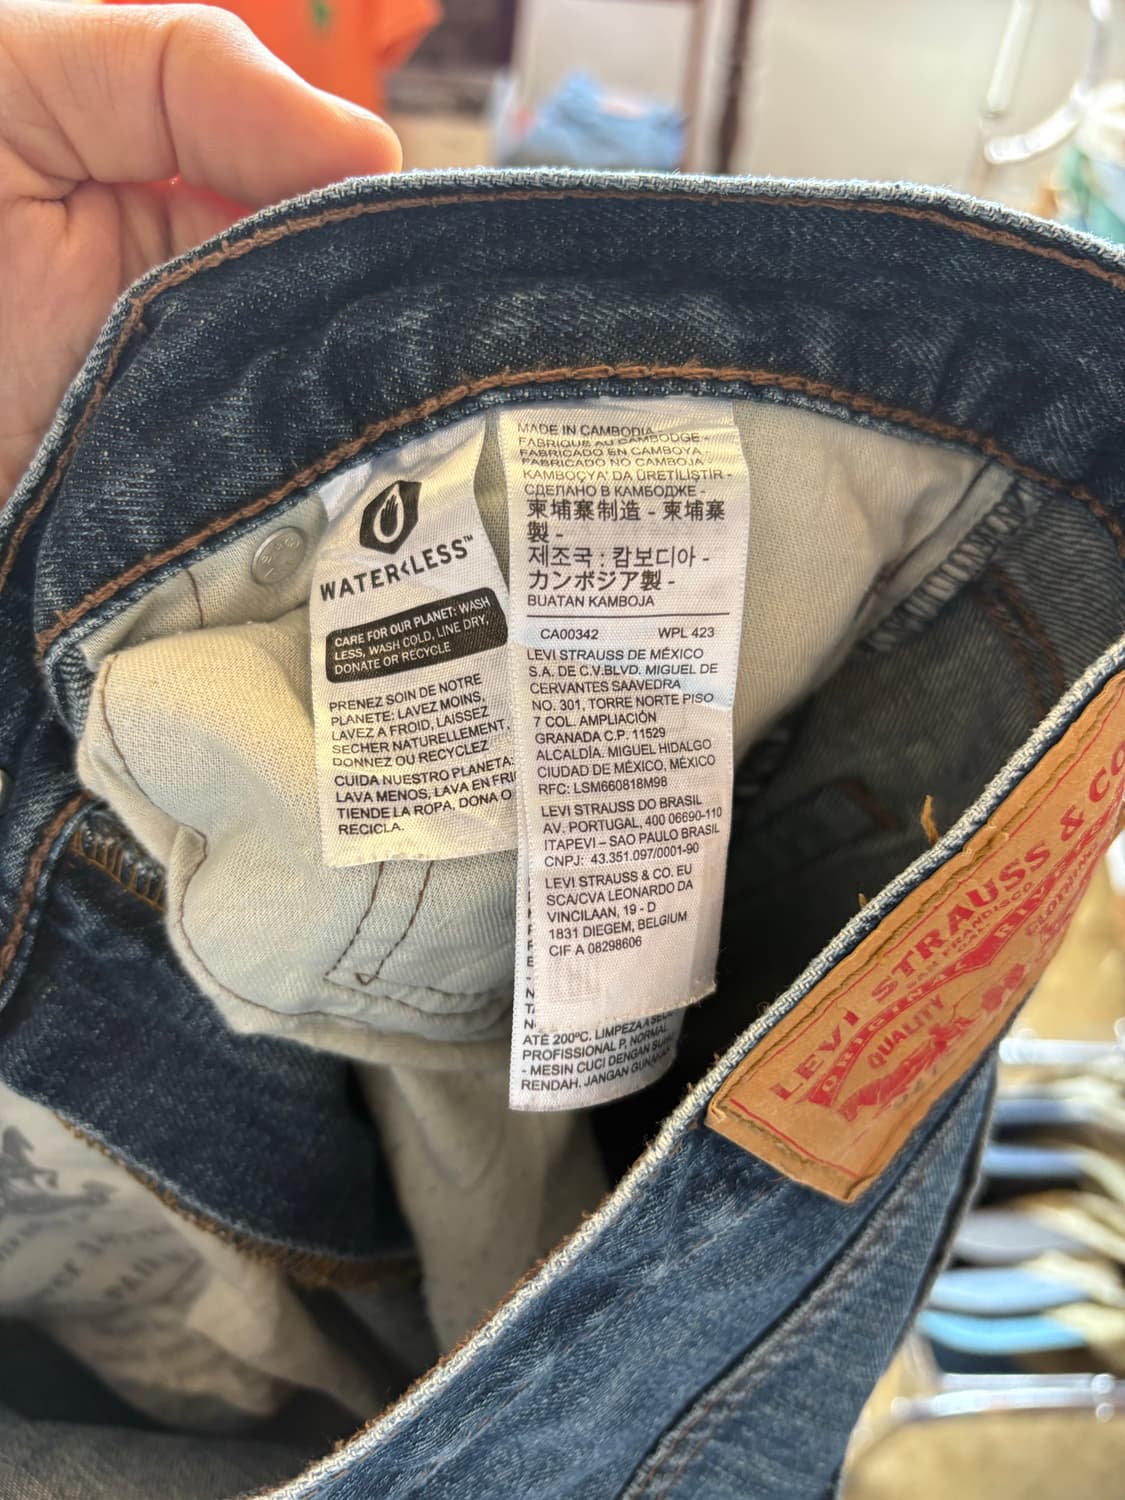 WATER<LESS™
CARE FOR OUR PLANET: WASH
LESS, WASH COLD, LINE DRY,
DONATE OR RECYCLE
PRENEZ SOIN DE NOTRE
PLANETE: LAVEZ MOINS,
LAVEZ A FROID, LAISSEZ
SECHER NATURELLEMENT,
DONNEZ OU RECYCLEZ
CUIDA NUESTRO PLANETA:
LAVA MENOS, LAVA EN FRI
TIENDE LA ROPA, DONA O
RECICLA.
MADE IN CAMBODIA
FABRIQUE AU CAMBODGE -
FABRICADO EN CAMBOYA
FABRICADO NO CAMBOJA
KAMBOÇYA' DA ÜRETILIŞTIR -
СДЕЛАНО В КАМБОДЖЕ -
柬埔寨制造 - 柬埔寨
製 -
제조국 : 캄보디아 -
カンボジア製 -
BUATAN KAMBOJA
CA00342 WPL 423
LEVI STRAUSS DE MÉXICO
S.A. DE C.V.BLVD. MIGUEL DE
CERVANTES SAAVEDRA
NO. 301, TORRE NORTE PISO
7 COL. AMPLIACIÓN
GRANADA C.P. 11529
ALCALDÍA. MIGUEL HIDALGO
CIUDAD DE MÉXICO, MÉXICO
RFC: LSM660818M98
LEVI STRAUSS DO BRASIL
AV. PORTUGAL, 400 06690-110
ITAPEVI – SAO PAULO BRASIL
CNPJ: 43.351.097/0001-90
LEVI STRAUSS & CO. EU
SCA/CVA LEONARDO DA
VINCILAAN, 19 - D
1831 DIEGEM, BELGIUM
CIF A 08298606
ATÉ 200ºC. LIMPEZA A SECO
PROFISSIONAL P, NORMAL
- MESIN CUCI DENGAN SUHU
RENDAH. JANGAN GUNAKAN
LEVI STRAUSS & CO
SAN FRANCISCO
ORIGINAL RIVE
QUALITY CLOTHING